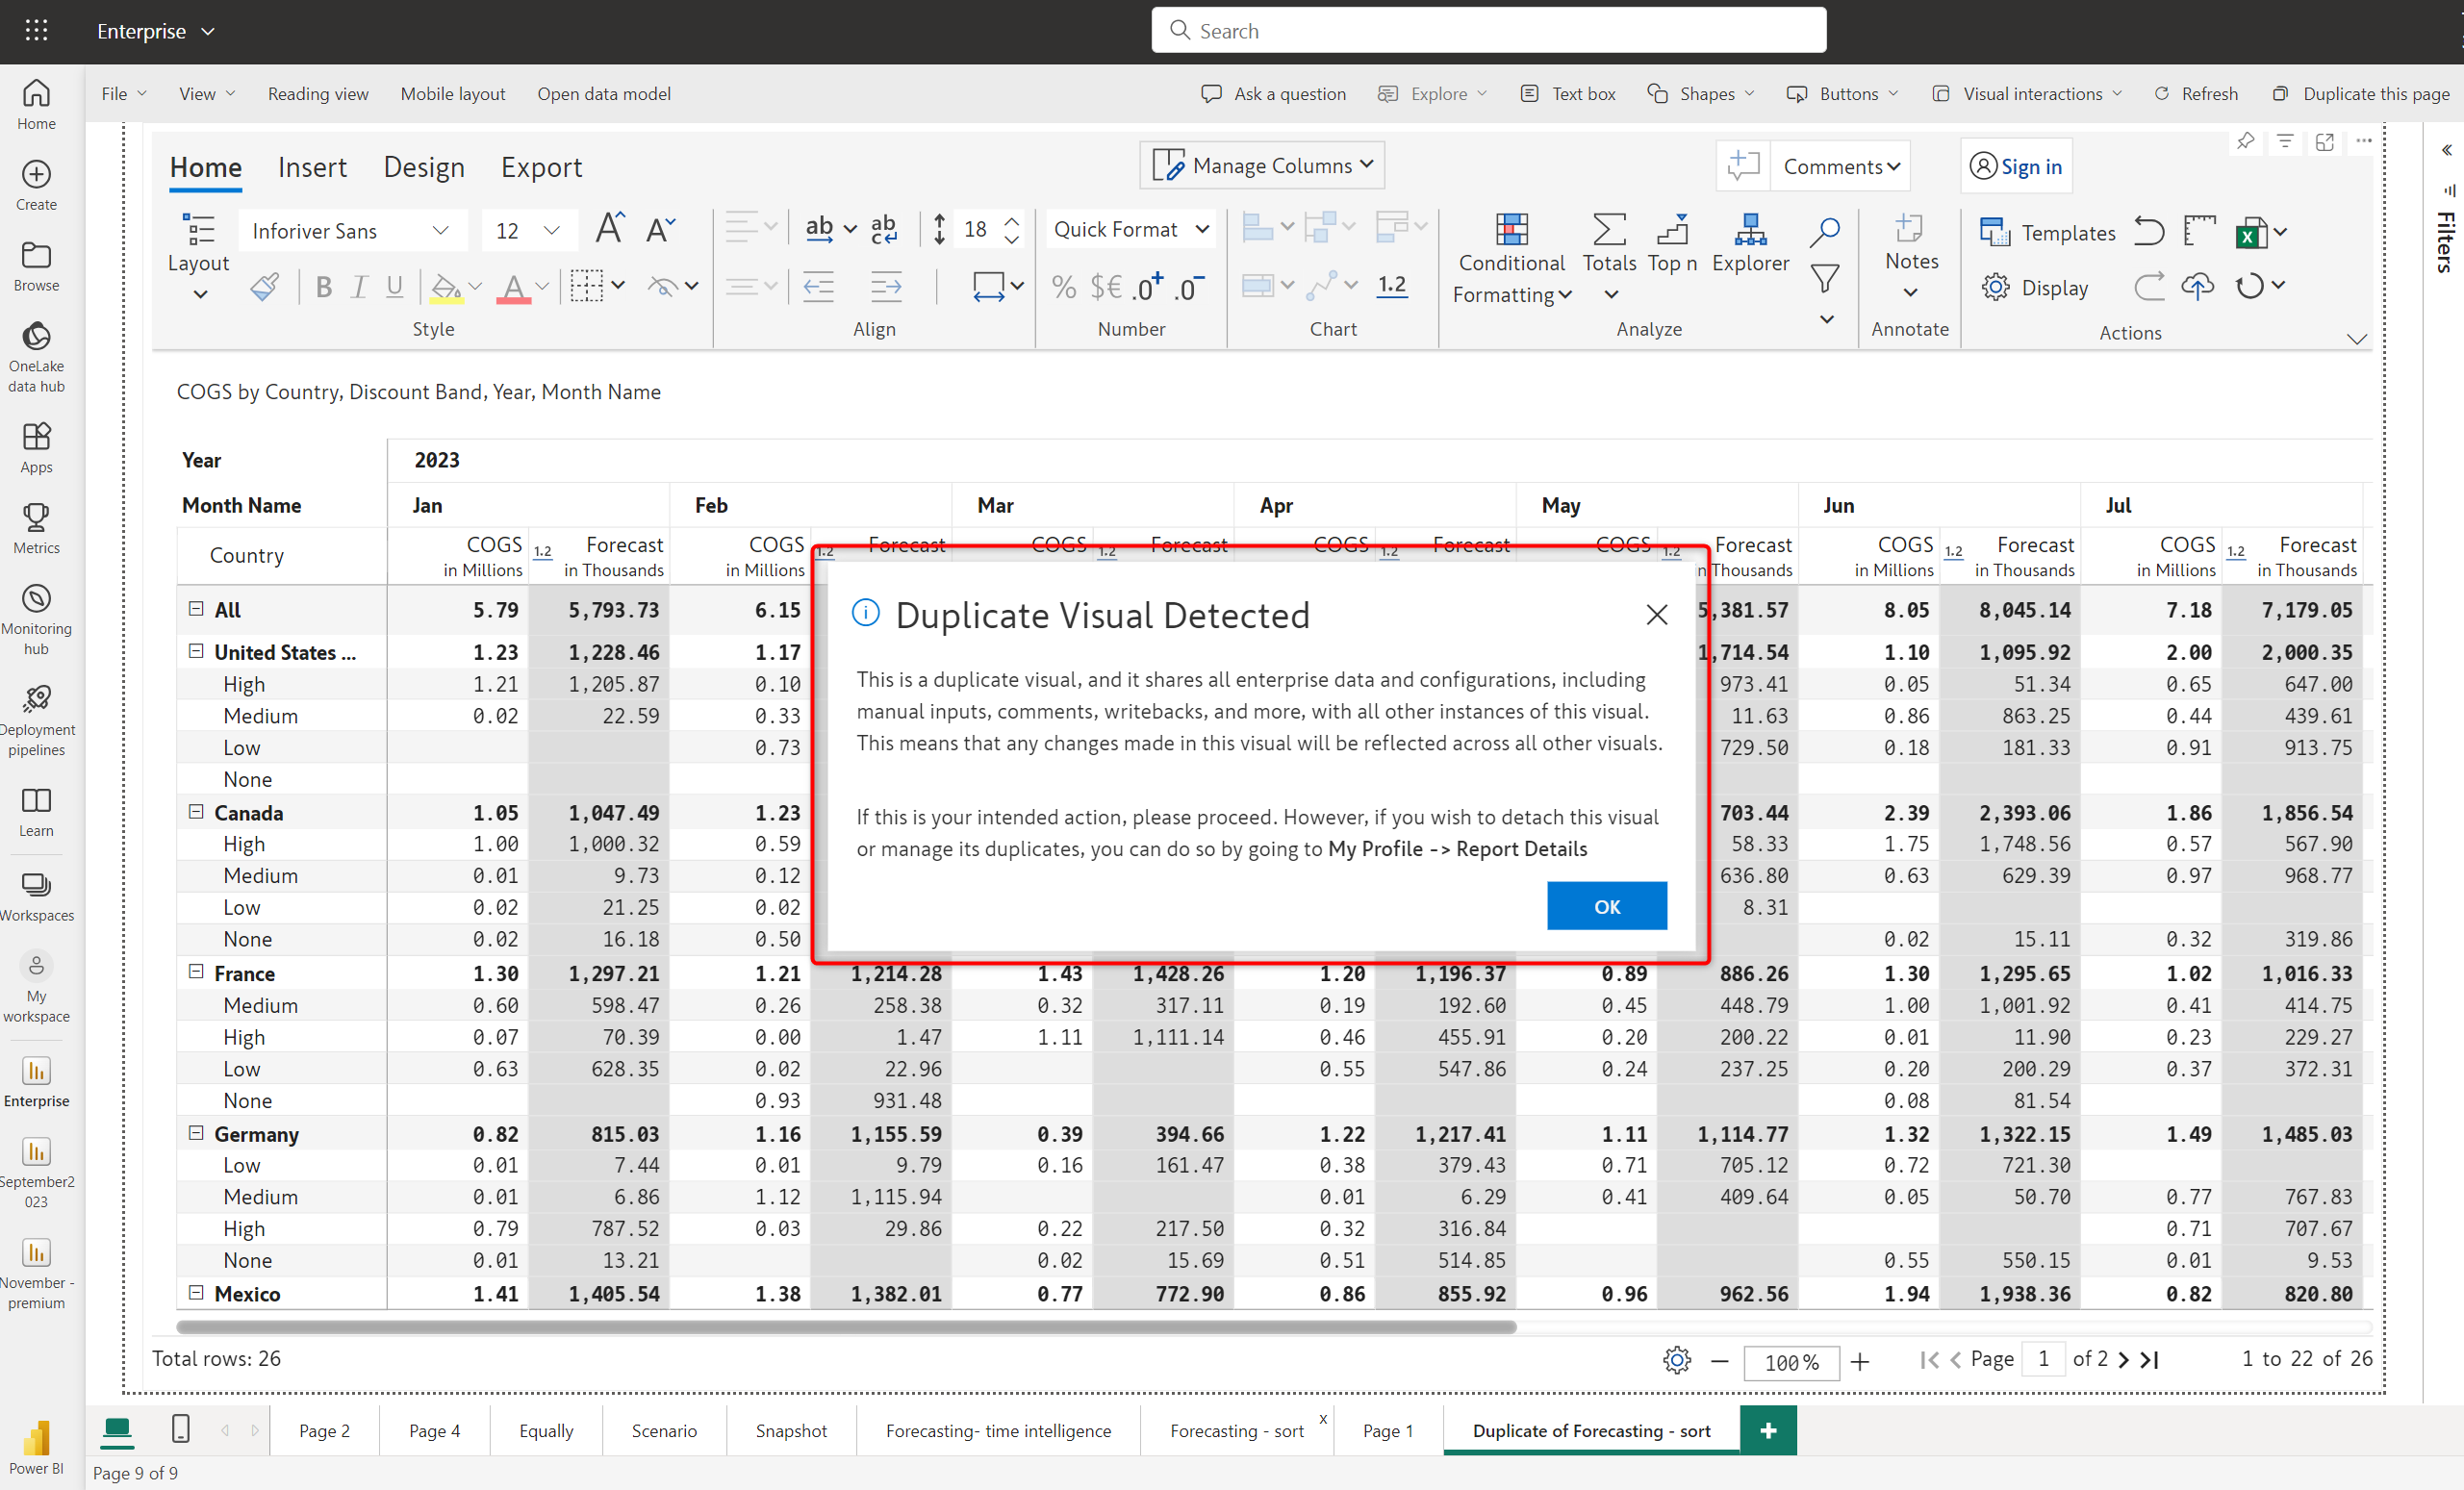 Enterprise
Search
File View Reading view Mobile layout Open data model Ask a question Explore Text box Shapes Buttons Visual interactions Refresh Duplicate this page
Home
Create
Browse
OneLake
data hub
Apps
Metrics
Monitoring
hub
Deployment
pipelines
Learn
Workspaces
My
workspace
Enterprise
September2
023
November -
premium
Power BI
Home Insert Design Export Manage Columns Comments Sign in
Filters
Layout Inforiver Sans 12 ab ab c 18 Quick Format Conditional Formatting Totals Top n Explorer Notes Templates Display
B I U A % $€ .0+ .0- 1.2
Style Align Number Chart Analyze Annotate Actions
COGS by Country, Discount Band, Year, Month Name
Year 2023
Month Name Jan Feb Mar Apr May Jun Jul
Country COGS 1.2 Forecast COGS 1.2 Forecast COGS 1.2 Forecast COGS 1.2 Forecast COGS 1.2 Forecast COGS 1.2 Forecast COGS 1.2 Forecast
in Millions in Thousands in Millions n Thousands in Millions in Thousands in Millions in Thousands
All 5.79 5,793.73 6.15 5,381.57 8.05 8,045.14 7.18 7,179.05
United States ... 1.23 1,228.46 1.17 1,714.54 1.10 1,095.92 2.00 2,000.35
High 1.21 1,205.87 0.10 973.41 0.05 51.34 0.65 647.00
Medium 0.02 22.59 0.33 11.63 0.86 863.25 0.44 439.61
Low 0.73 729.50 0.18 181.33 0.91 913.75
None
Canada 1.05 1,047.49 1.23 703.44 2.39 2,393.06 1.86 1,856.54
High 1.00 1,000.32 0.59 58.33 1.75 1,748.56 0.57 567.90
Medium 0.01 9.73 0.12 636.80 0.63 629.39 0.97 968.77
Low 0.02 21.25 0.02 8.31
None 0.02 16.18 0.50 0.02 15.11 0.32 319.86
France 1.30 1,297.21 1.21 1,214.28 1.43 1,428.26 1.20 1,196.37 0.89 886.26 1.30 1,295.65 1.02 1,016.33
Medium 0.60 598.47 0.26 258.38 0.32 317.11 0.19 192.60 0.45 448.79 1.00 1,001.92 0.41 414.75
High 0.07 70.39 0.00 1.47 1.11 1,111.14 0.46 455.91 0.20 200.22 0.01 11.90 0.23 229.27
Low 0.63 628.35 0.02 22.96 0.55 547.86 0.24 237.25 0.20 200.29 0.37 372.31
None 0.93 931.48 0.08 81.54
Germany 0.82 815.03 1.16 1,155.59 0.39 394.66 1.22 1,217.41 1.11 1,114.77 1.32 1,322.15 1.49 1,485.03
Low 0.01 7.44 0.01 9.79 0.16 161.47 0.38 379.43 0.71 705.12 0.72 721.30
Medium 0.01 6.86 1.12 1,115.94 0.01 6.29 0.41 409.64 0.05 50.70 0.77 767.83
High 0.79 787.52 0.03 29.86 0.22 217.50 0.32 316.84 0.71 707.67
None 0.01 13.21 0.02 15.69 0.51 514.85 0.55 550.15 0.01 9.53
Mexico 1.41 1,405.54 1.38 1,382.01 0.77 772.90 0.86 855.92 0.96 962.56 1.94 1,938.36 0.82 820.80
Duplicate Visual Detected
This is a duplicate visual, and it shares all enterprise data and configurations, including
manual inputs, comments, writebacks, and more, with all other instances of this visual.
This means that any changes made in this visual will be reflected across all other visuals.
If this is your intended action, please proceed. However, if you wish to detach this visual
or manage its duplicates, you can do so by going to My Profile -> Report Details
OK
Total rows: 26 100% Page 1 of 2 1 to 22 of 26
Page 2 Page 4 Equally Scenario Snapshot Forecasting- time intelligence Forecasting - sort x Page 1 Duplicate of Forecasting - sort +
Page 9 of 9